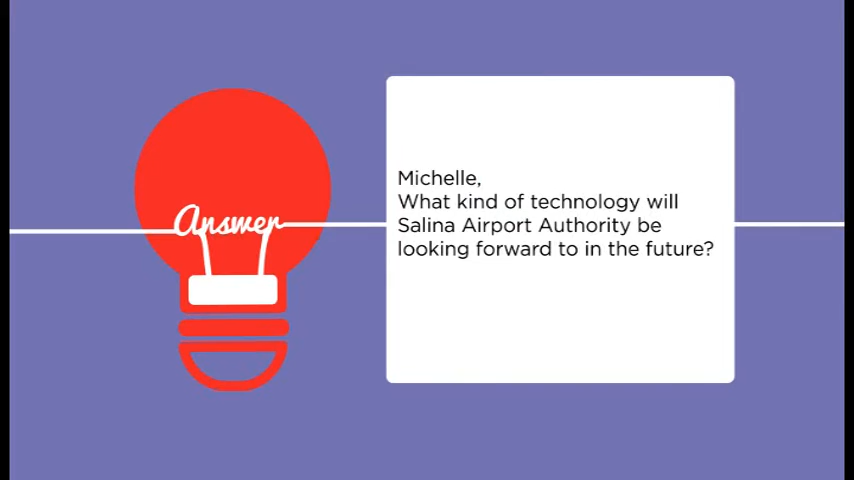 Answer
Michelle,
What kind of technology will
Salina Airport Authority be
looking forward to in the future?